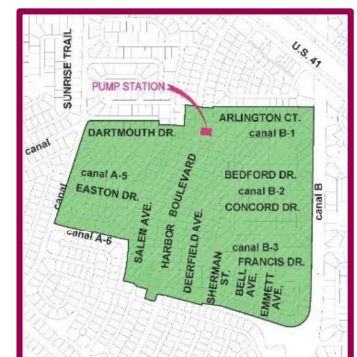 SUNRISE TRAIL
U.S. 41
PUMP STATION
ARLINGTON CT.
canal B-1
DARTMOUTH DR.
canal
canal A-5
EASTON DR.
canal
canal A-6
SALEM AVE.
HARBOR BOULEVARD
DEERFIELD AVE.
BEDFORD DR.
canal B-2
CONCORD DR.
canal B
canal B-3
FRANCIS DR.
SHERMAN
ST.
BELL
AVE.
EMMETT
AVE.